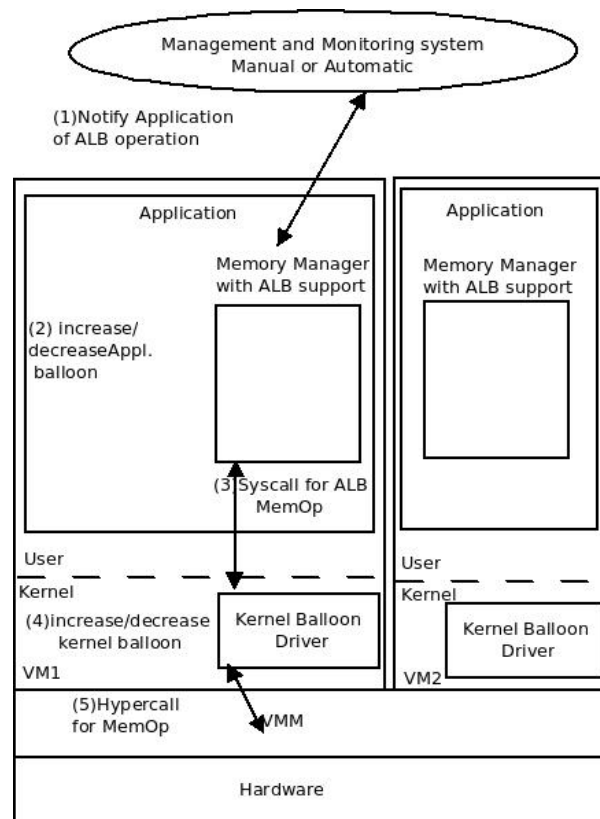 Management and Monitoring system
Manual or Automatic
(1)Notify Application
of ALB operation
Application
Memory Manager
with ALB support
(2) increase/
decreaseAppl.
balloon
(3)Syscall for ALB
MemOp
User
Kernel
(4)increase/decrease
kernel balloon
Kernel Balloon
Driver
VM1
Application
Memory Manager
with ALB support
User
Kernel
Kernel Balloon
Driver
VM2
(5)Hypercall
for MemOp
VMM
Hardware